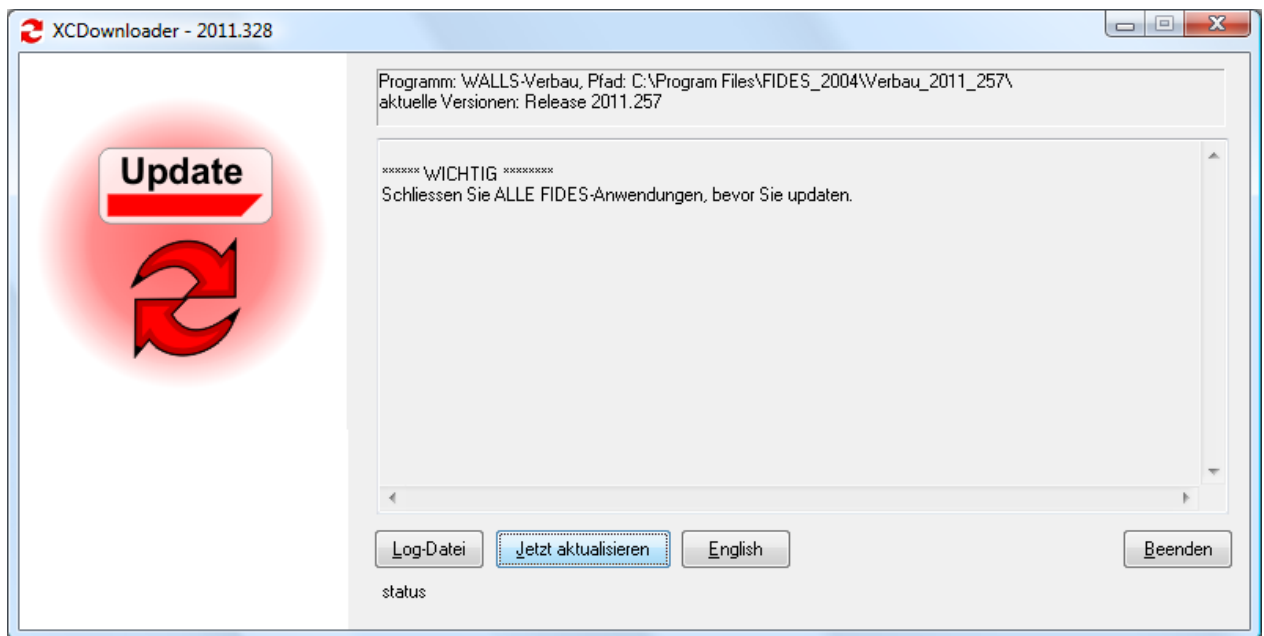 XCDownloader - 2011.328
Programm: WALLS-Verbau, Pfad: C:\Program Files\FIDES_2004\Verbau_2011_257\
aktuelle Versionen: Release 2011.257
Update
****** WICHTIG ********
Schliessen Sie ALLE FIDES-Anwendungen, bevor Sie updaten.
Log-Datei Jetzt aktualisieren English Beenden
status